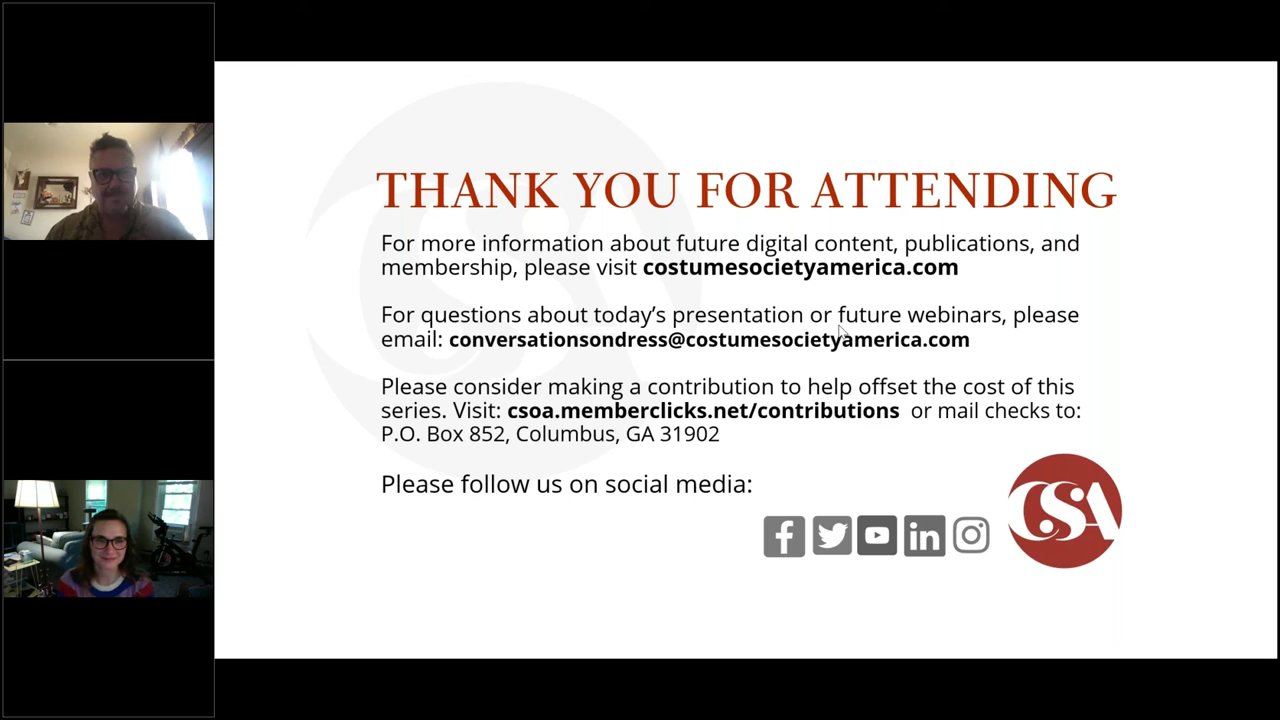 THANK YOU FOR ATTENDING
For more information about future digital content, publications, and
membership, please visit costumesocietyamerica.com
For questions about today's presentation or future webinars, please
email: conversationsondress@costumesocietyamerica.com
Please consider making a contribution to help offset the cost of this
series. Visit: csoa.memberclicks.net/contributions or mail checks to:
P.O. Box 852, Columbus, GA 31902
Please follow us on social media:
CSA